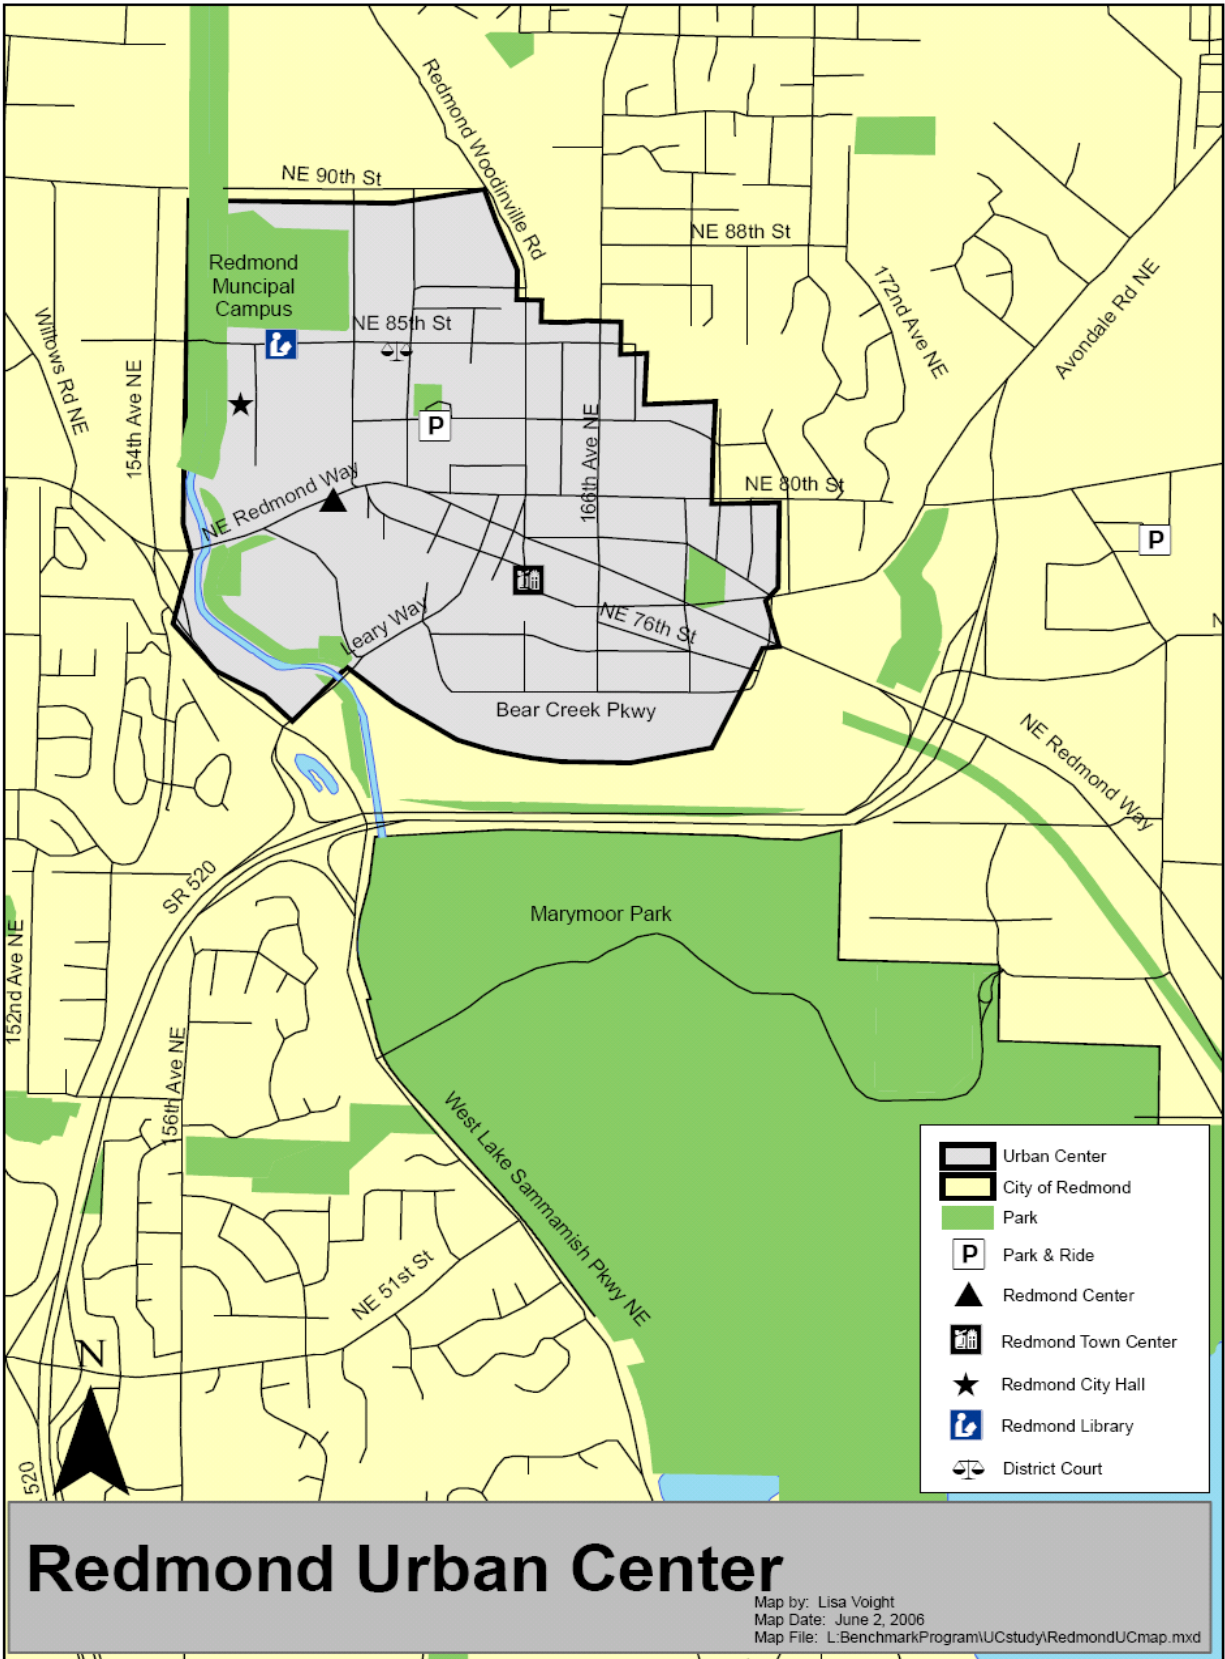 Redmond Woodinville Rd
NE 90th St
NE 88th St
Redmond
Muncipal
Campus
172nd Ave NE
Avondale Rd NE
Willows Rd NE
NE 85th St
154th Ave NE
P
166th Ave NE
NE Redmond Way
NE 80th St
P
Leary Way
NE 76th St
N
Bear Creek Pkwy
NE Redmond Way
SR 520
Marymoor Park
152nd Ave NE
156th Ave NE
West Lake Sammamish Pkwy NE
NE 51st St
N
520
Urban Center
City of Redmond
Park
P Park & Ride
Redmond Center
Redmond Town Center
Redmond City Hall
Redmond Library
District Court
Redmond Urban Center
Map by: Lisa Voight
Map Date: June 2, 2006
Map File: L:BenchmarkProgram\UCstudy\RedmondUCmap.mxd